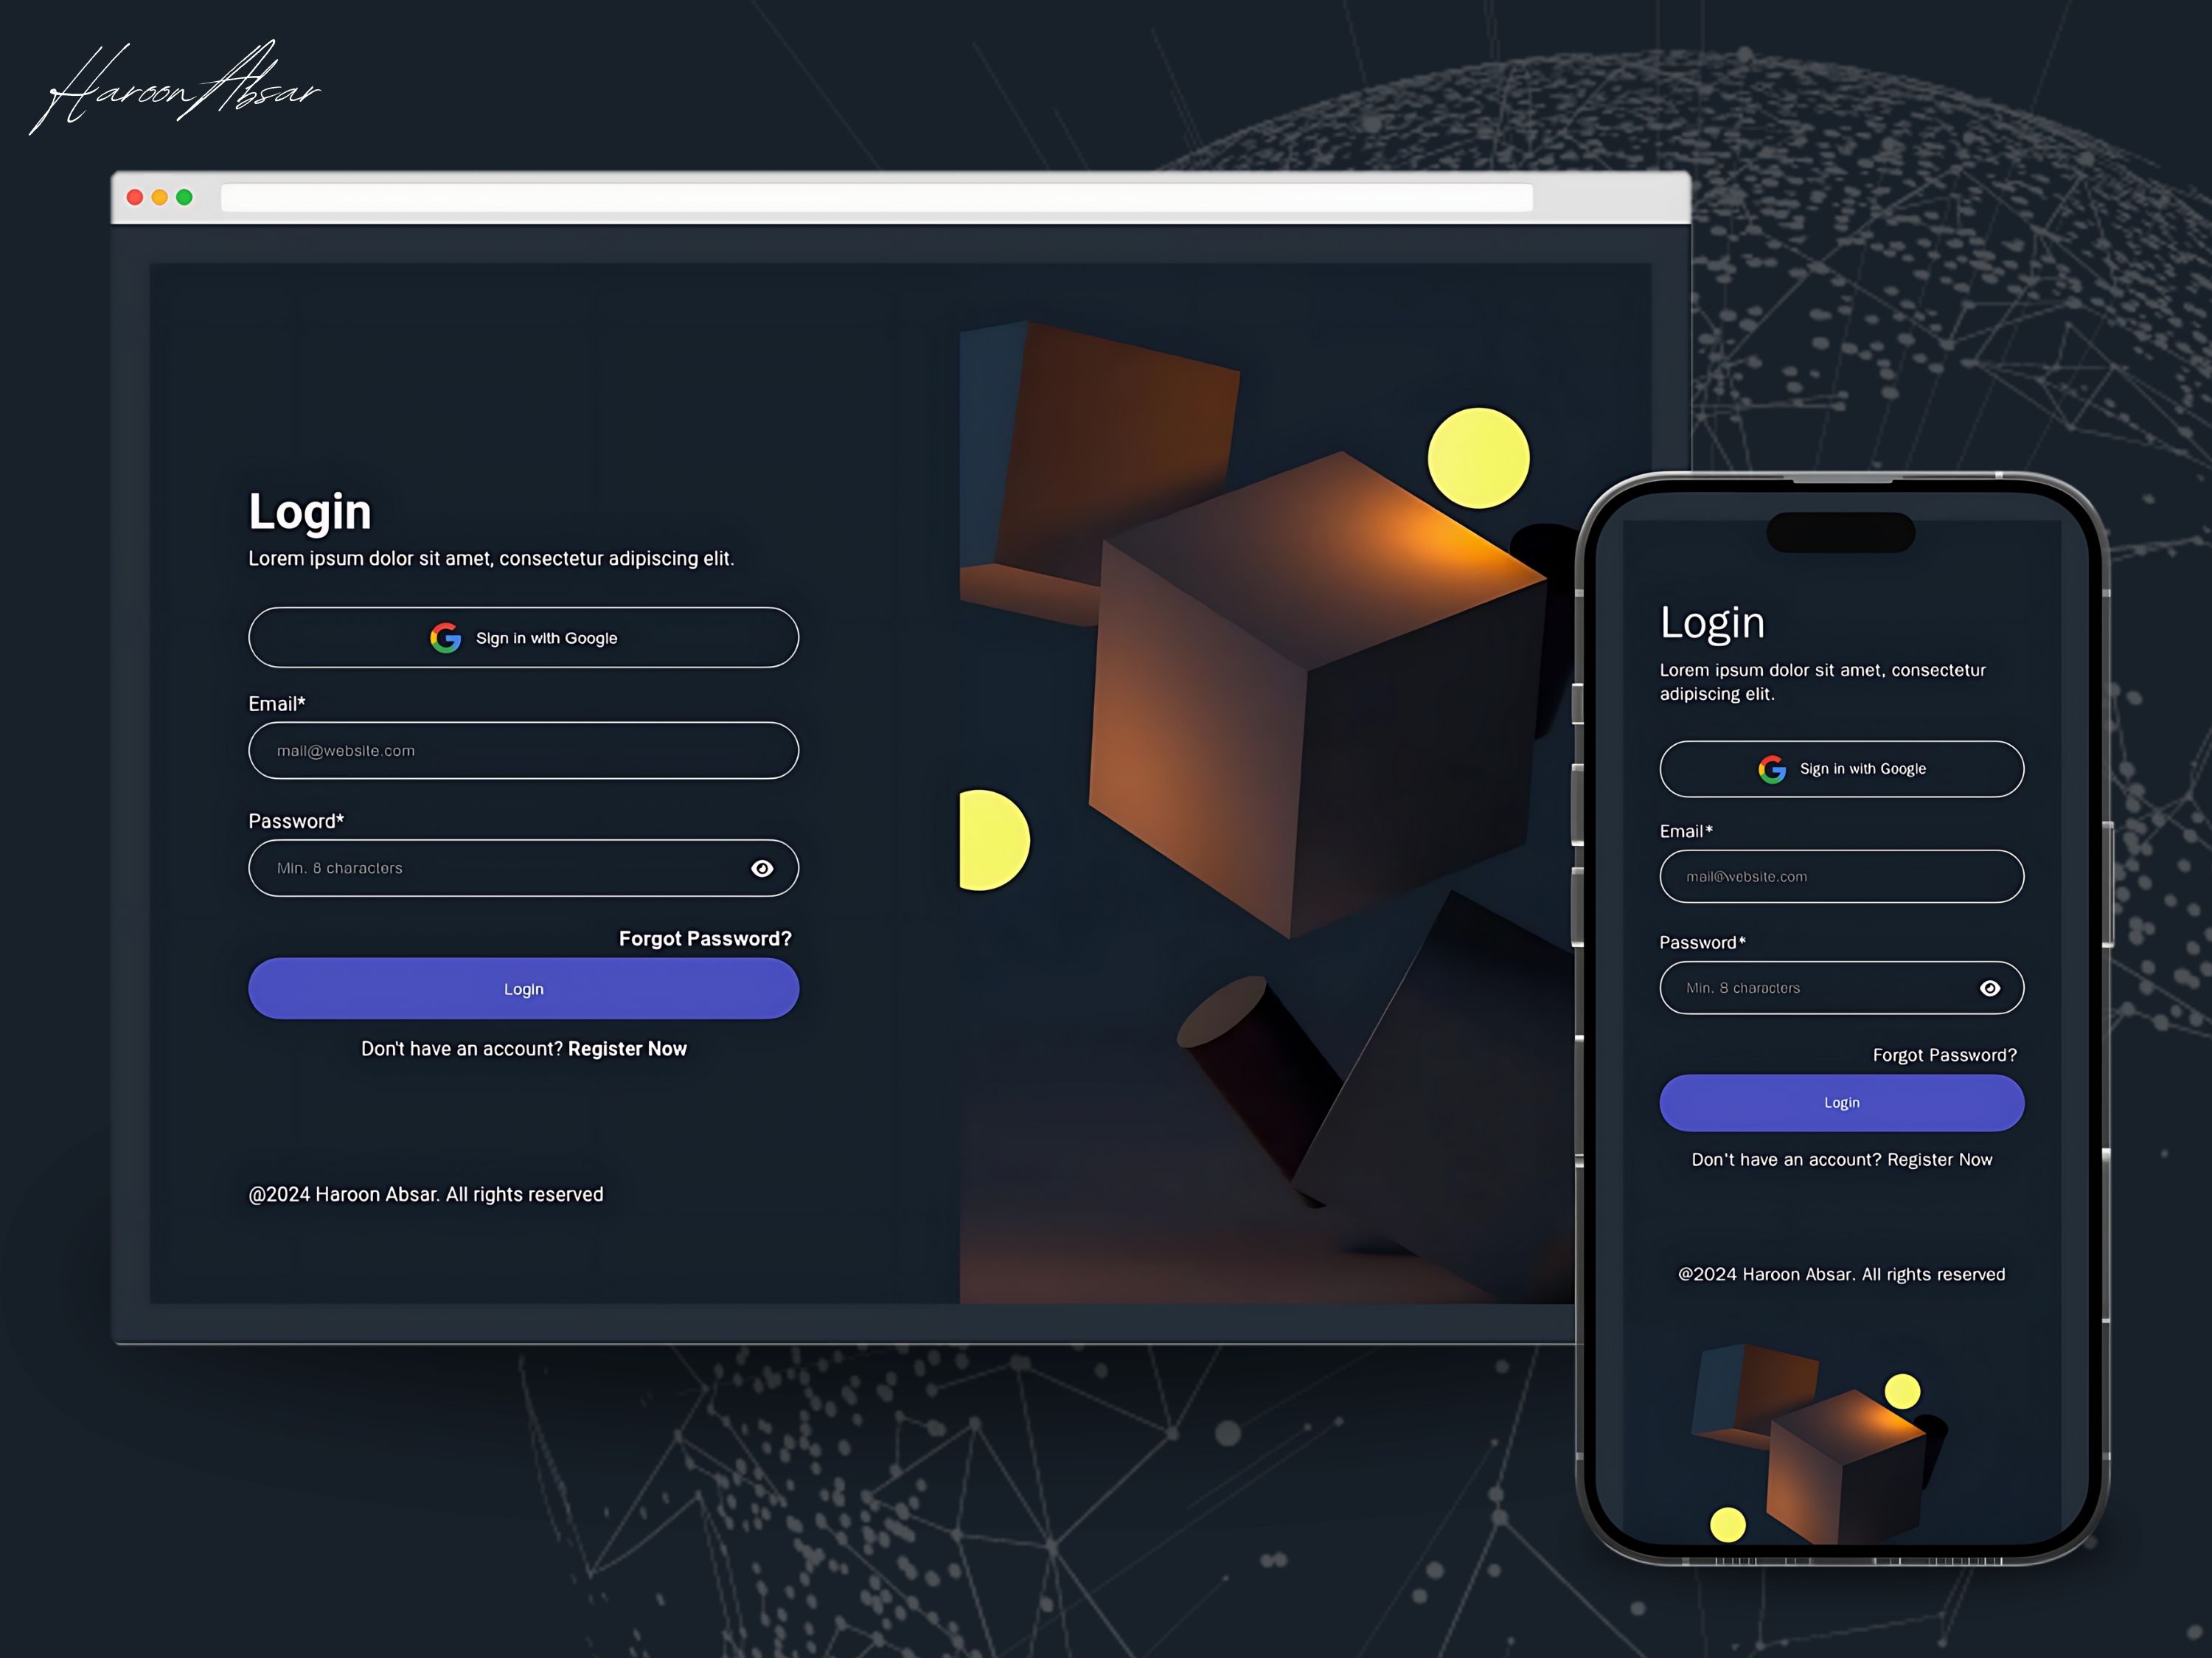 Haroon Absar
Login
Lorem ipsum dolor sit amet, consectetur adipiscing elit.
Sign in with Google
Email*
mail@website.com
Password*
Min. 8 characters
Forgot Password?
Login
Don't have an account? Register Now
@2024 Haroon Absar. All rights reserved
Login
Lorem ipsum dolor sit amet, consectetur
adipiscing elit.
Sign in with Google
Email*
mail@website.com
Password*
Min. 8 characters
Forgot Password?
Login
Don't have an account? Register Now
@2024 Haroon Absar. All rights reserved